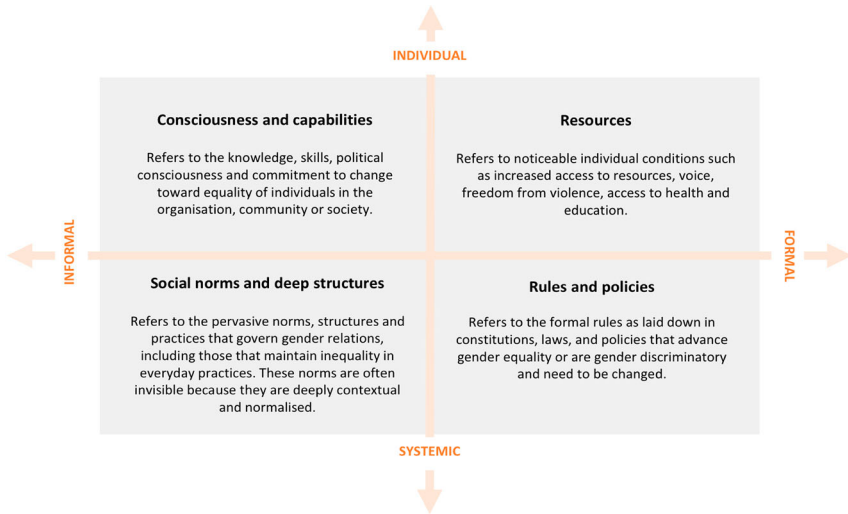 INDIVIDUAL
Consciousness and capabilities
Refers to the knowledge, skills, political
consciousness and commitment to change
toward equality of individuals in the
organisation, community or society.
Resources
Refers to noticeable individual conditions such
as increased access to resources, voice,
freedom from violence, access to health and
education.
INFORMAL
FORMAL
Social norms and deep structures
Refers to the pervasive norms, structures and
practices that govern gender relations,
including those that maintain inequality in
everyday practices. These norms are often
invisible because they are deeply contextual
and normalised.
Rules and policies
Refers to the formal rules as laid down in
constitutions, laws, and policies that advance
gender equality or are gender discriminatory
and need to be changed.
SYSTEMIC